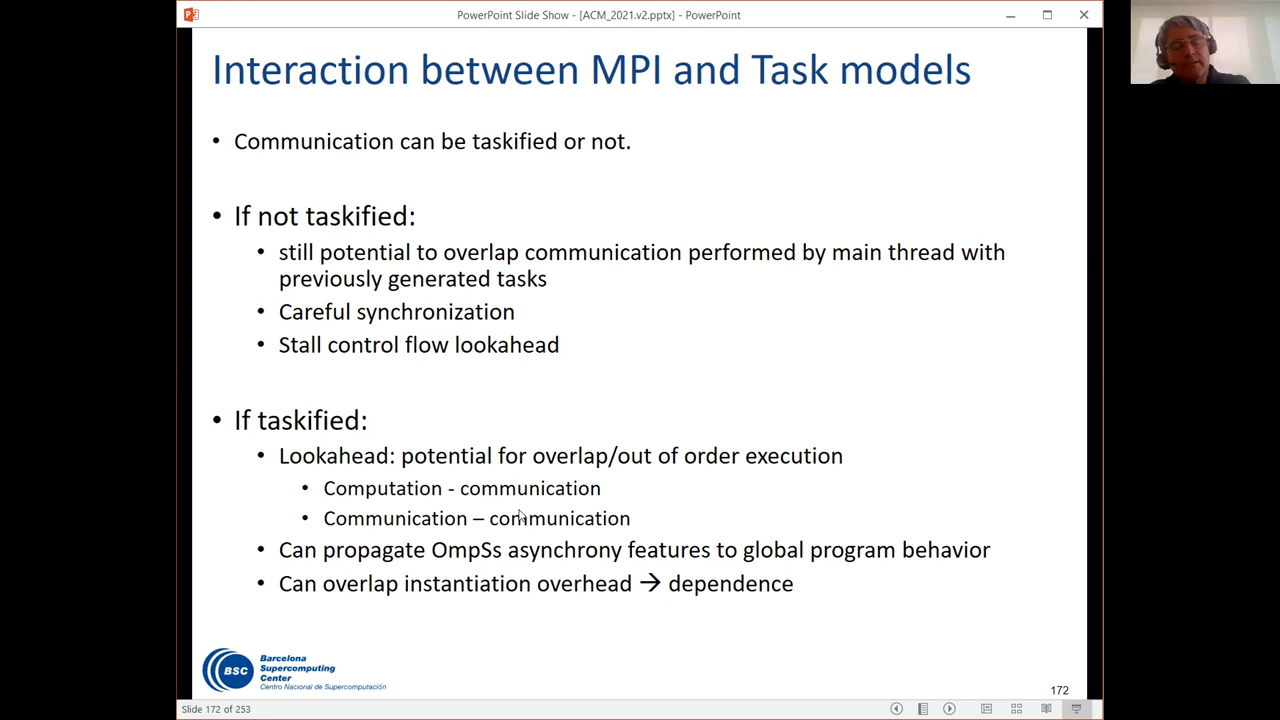 PowerPoint Slide Show - [ACM_2021.v2.pptx] - PowerPoint
Interaction between MPI and Task models
• Communication can be taskified or not.
• If not taskified:
• still potential to overlap communication performed by main thread with
previously generated tasks
• Careful synchronization
• Stall control flow lookahead
• If taskified:
• Lookahead: potential for overlap/out of order execution
• Computation - communication
• Communication – communication
• Can propagate OmpSs asynchrony features to global program behavior
• Can overlap instantiation overhead → dependence
BSC
Barcelona
Supercomputing
Center
Centro Nacional de Supercomputación
172
Slide 172 of 253